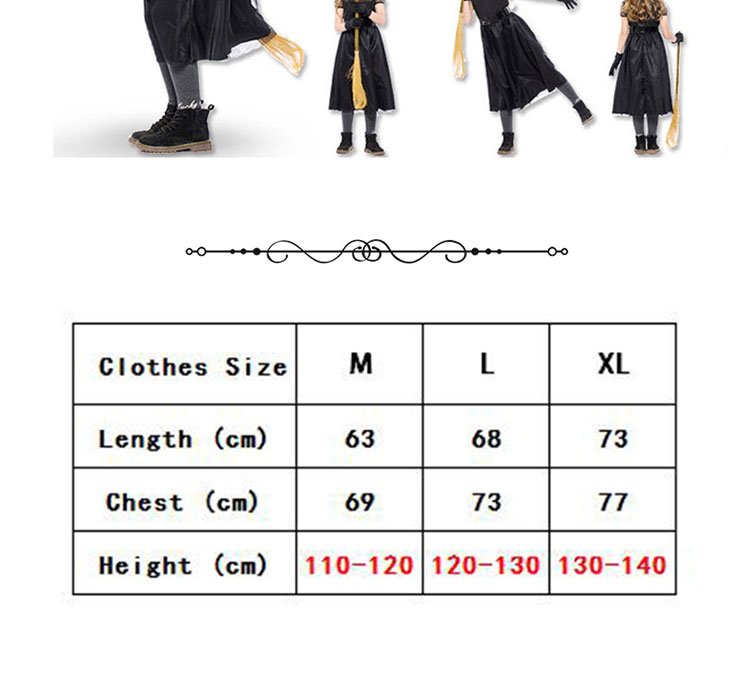 lucky
Clothes Size M L XL
Length (cm) 63 68 73
Chest (cm) 69 73 77
Height (cm) 110-120 120-130 130-140